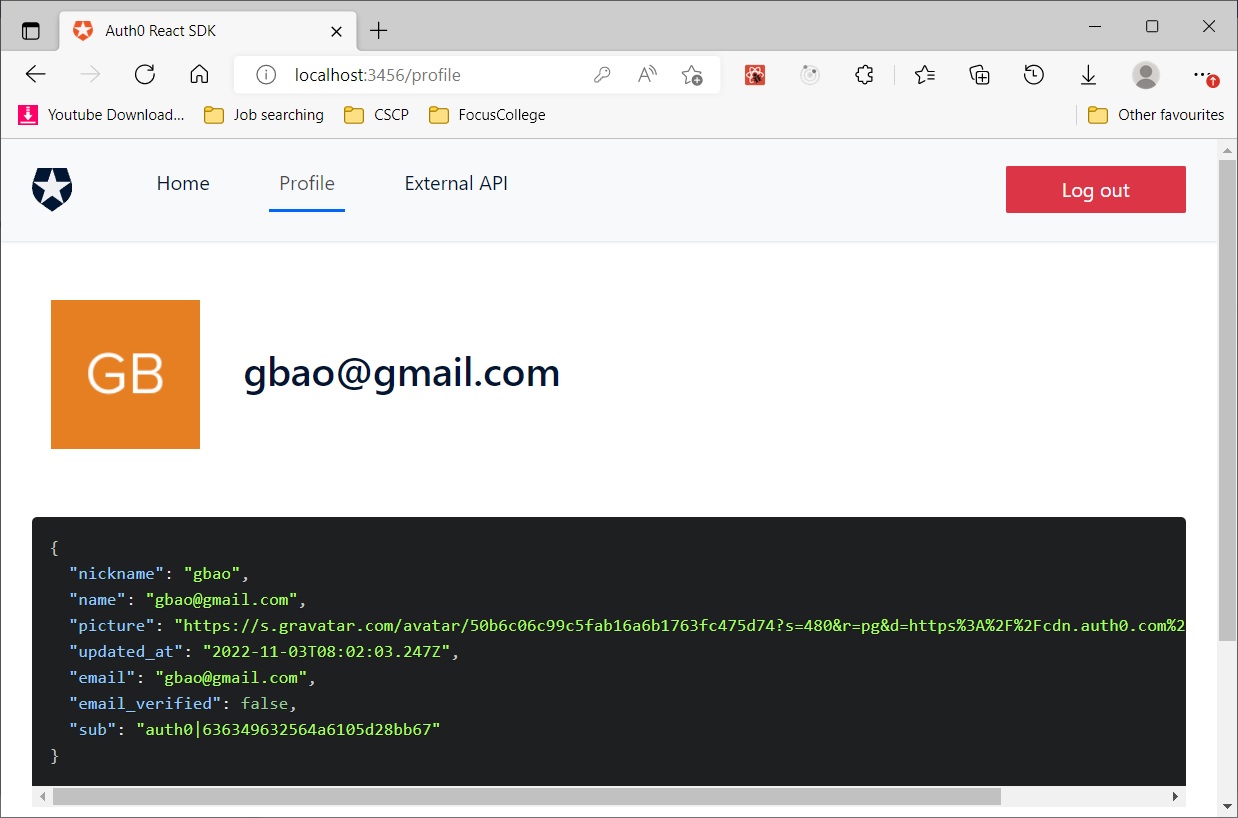 Auth0 React SDK
localhost:3456/profile
Youtube Download...
Job searching
CSCP
FocusCollege
Other favourites
Home
Profile
External API
Log out
GB
gbao@gmail.com
{
"nickname": "gbao",
"name": "gbao@gmail.com",
"picture": "https://s.gravatar.com/avatar/50b6c06c99c5fab16a6b1763fc475d74?s=480&r=pg&d=https%3A%2F%2Fcdn.auth0.com%2
"updated_at": "2022-11-03T08:02:03.247Z",
"email": "gbao@gmail.com",
"email_verified": false,
"sub": "auth0|636349632564a6105d28bb67"
}